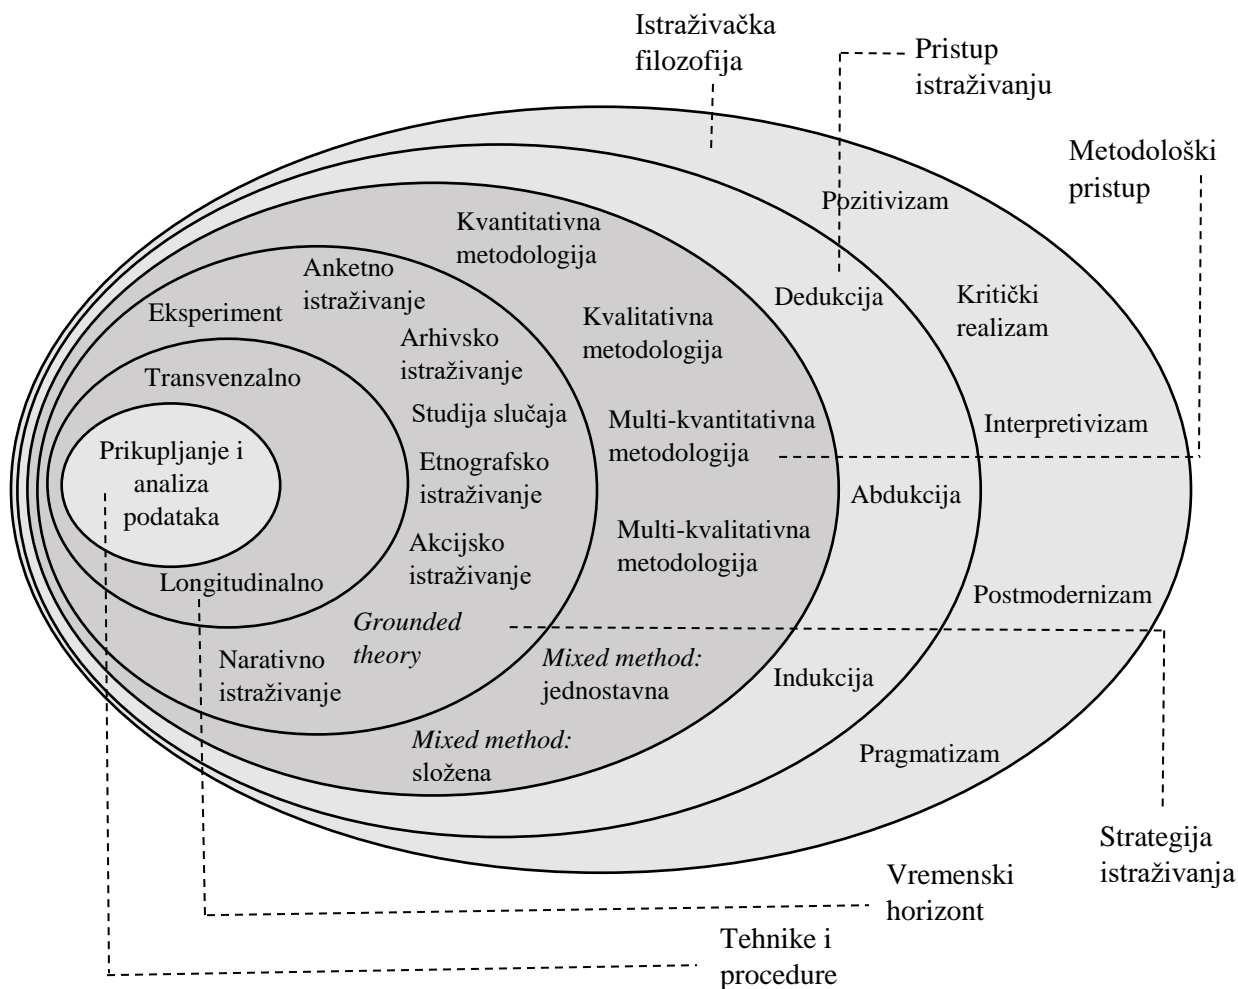 Istraživačka
filozofija
Pristup
istraživanju
Metodološki
pristup
Pozitivizam
Kvantitativna
metodologija
Anketno
istraživanje
Dedukcija
Kritički
realizam
Eksperiment
Kvalitativna
metodologija
Arhivsko
istraživanje
Transvenzalno
Studija slučaja
Multi-kvantitativna
metodologija
Interpretivizam
Prikupljanje i
analiza
podataka
Etnografsko
istraživanje
Abdukcija
Akcijsko
istraživanje
Multi-kvalitativna
metodologija
Longitudinalno
Postmodernizam
Grounded
theory
Narativno
istraživanje
Mixed method:
jednostavna
Indukcija
Mixed method:
složena
Pragmatizam
Strategija
istraživanja
Vremenski
horizont
Tehnike i
procedure